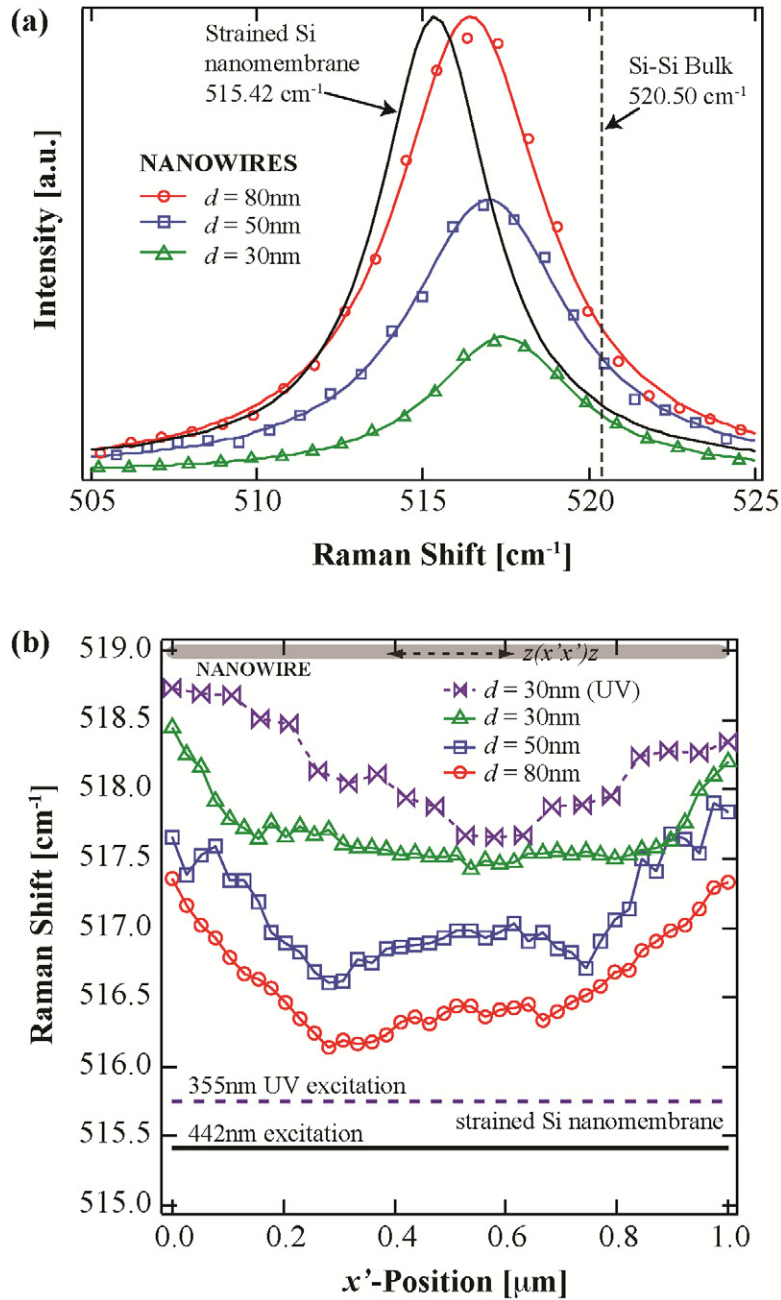 (a)
Strained Si
nanomembrane
515.42 cm⁻¹
Si-Si Bulk
520.50 cm⁻¹
NANOWIRES
d = 80nm
d = 50nm
d = 30nm
Intensity [a.u.]
505
510
515
520
525
Raman Shift [cm⁻¹]
(b)
519.0
518.5
518.0
517.5
517.0
516.5
516.0
515.5
515.0
Raman Shift [cm⁻¹]
z(x'x')z
NANOWIRE
d = 30nm (UV)
d = 30nm
d = 50nm
d = 80nm
355nm UV excitation
strained Si nanomembrane
442nm excitation
0.0
0.2
0.4
0.6
0.8
1.0
x'-Position [μm]